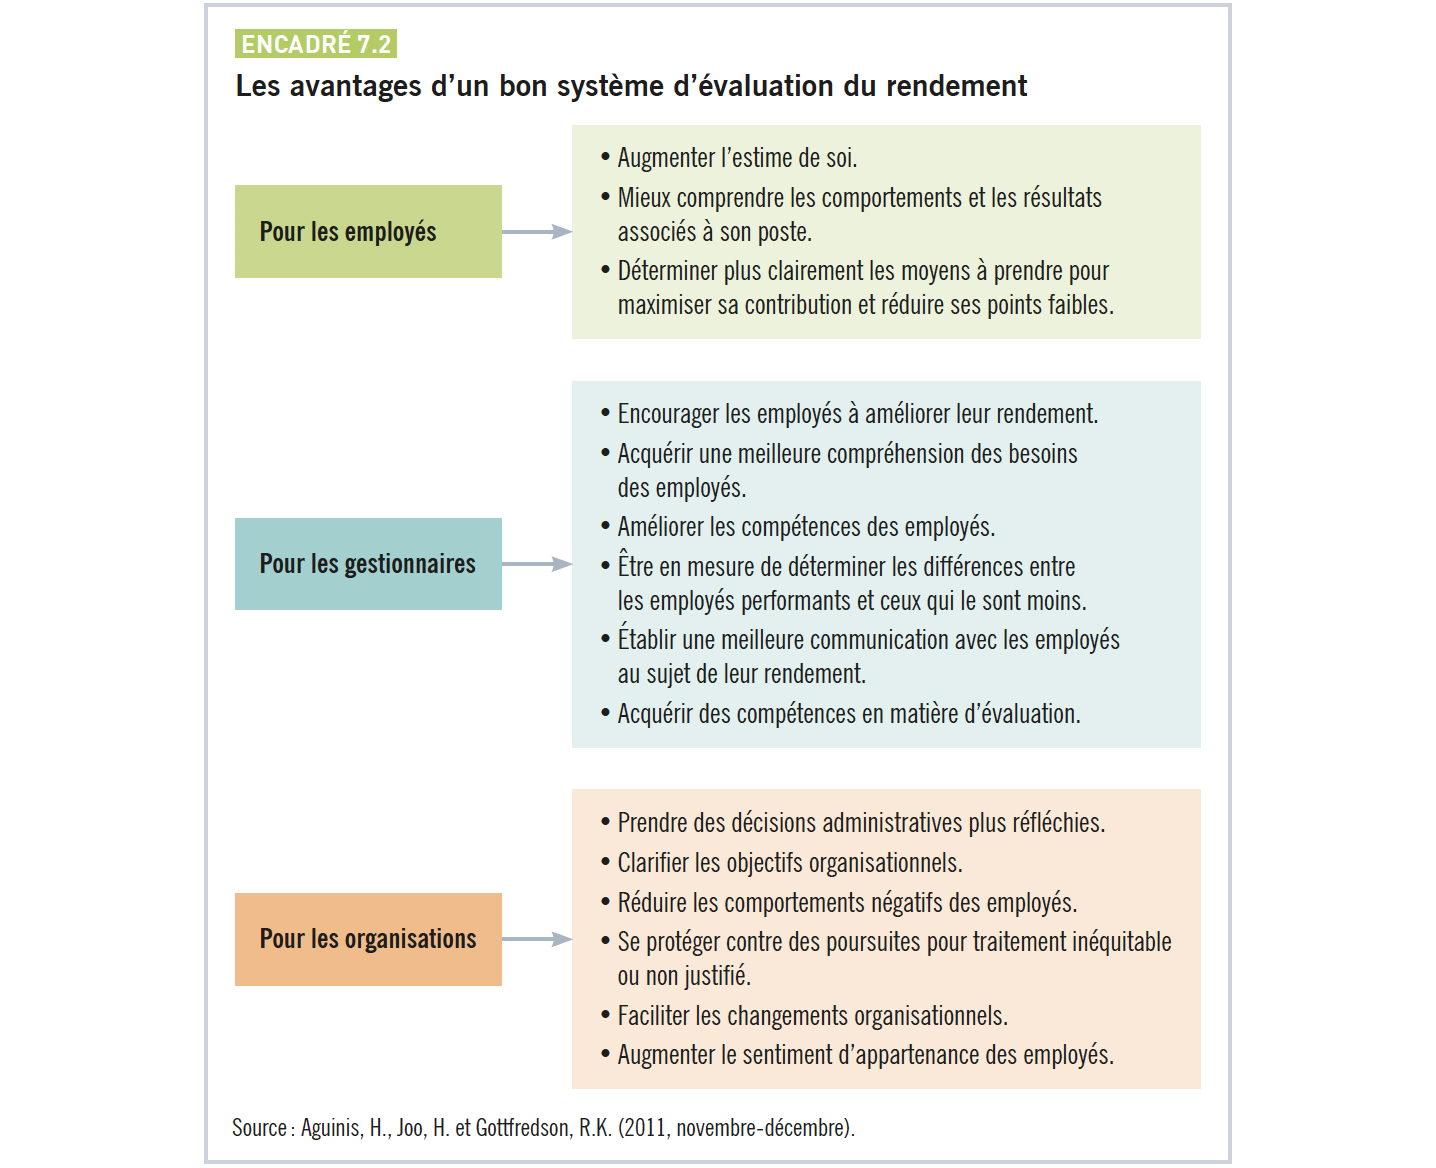 ENCADRÉ 7.2
Les avantages d’un bon système d’évaluation du rendement
Pour les employés
• Augmenter l’estime de soi.
• Mieux comprendre les comportements et les résultats
associés à son poste.
• Déterminer plus clairement les moyens à prendre pour
maximiser sa contribution et réduire ses points faibles.
Pour les gestionnaires
• Encourager les employés à améliorer leur rendement.
• Acquérir une meilleure compréhension des besoins
des employés.
• Améliorer les compétences des employés.
• Être en mesure de déterminer les différences entre
les employés performants et ceux qui le sont moins.
• Établir une meilleure communication avec les employés
au sujet de leur rendement.
• Acquérir des compétences en matière d’évaluation.
Pour les organisations
• Prendre des décisions administratives plus réfléchies.
• Clarifier les objectifs organisationnels.
• Réduire les comportements négatifs des employés.
• Se protéger contre des poursuites pour traitement inéquitable
ou non justifié.
• Faciliter les changements organisationnels.
• Augmenter le sentiment d’appartenance des employés.
Source : Aguinis, H., Joo, H. et Gottfredson, R.K. (2011, novembre-décembre).